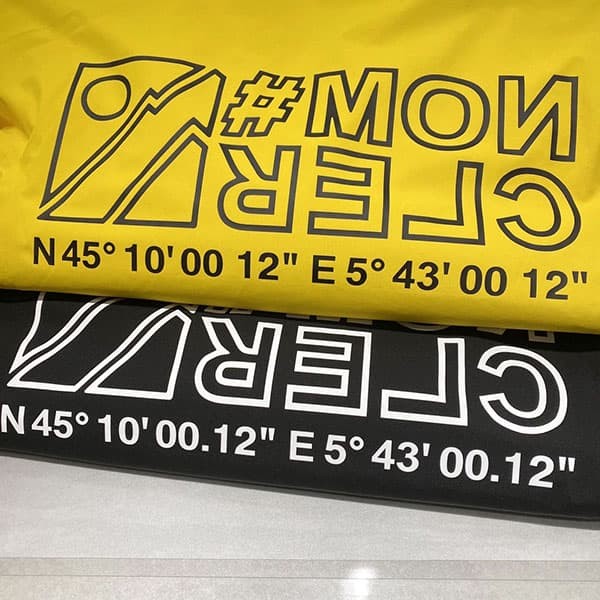 #MON
CLER
N 45° 10' 00 12" E 5° 43' 00 12"
CLER
N 45° 10' 00.12" E 5° 43' 00.12"